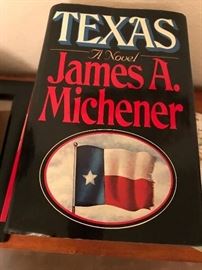 TEXAS
A Novel
James A.
Michener